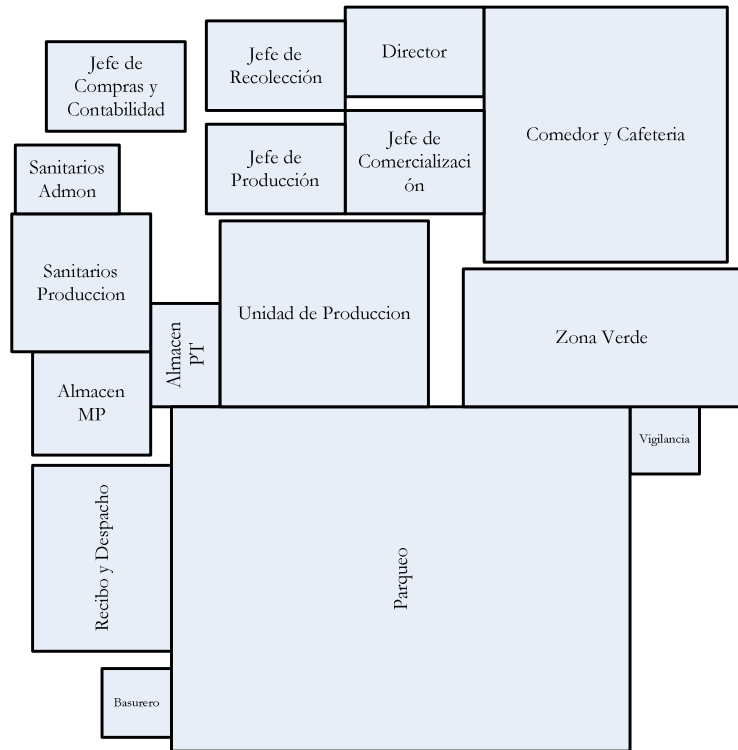 Jefe de
Compras y
Contabilidad
Jefe de
Recolección
Director
Comedor y Cafeteria
Jefe de
Producción
Jefe de
Comercializaci
ón
Sanitarios
Admon
Sanitarios
Produccion
Almacen
PT
Unidad de Produccion
Zona Verde
Almacen
MP
Vigilancia
Recibo y Despacho
Parqueo
Basurero